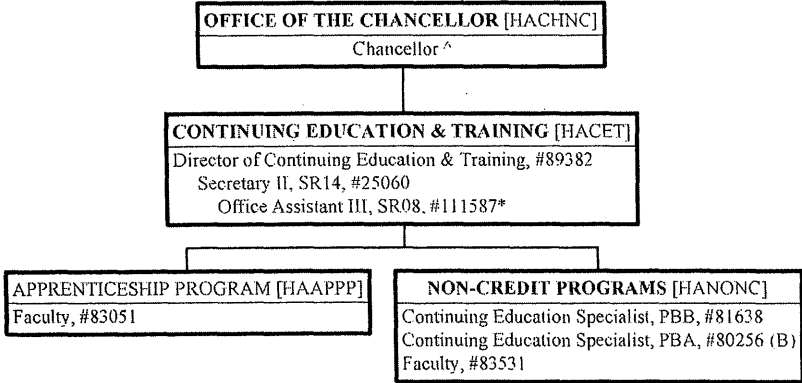 OFFICE OF THE CHANCELLOR [HACHNC]
Chancellor ^
CONTINUING EDUCATION & TRAINING [HACET]
Director of Continuing Education & Training, #89382
Secretary II, SR14, #25060
Office Assistant III, SR08, #111587*
APPRENTICESHIP PROGRAM [HAAPPP]
Faculty, #83051
NON-CREDIT PROGRAMS [HANONC]
Continuing Education Specialist, PBB, #81638
Continuing Education Specialist, PBA, #80256 (B)
Faculty, #83531